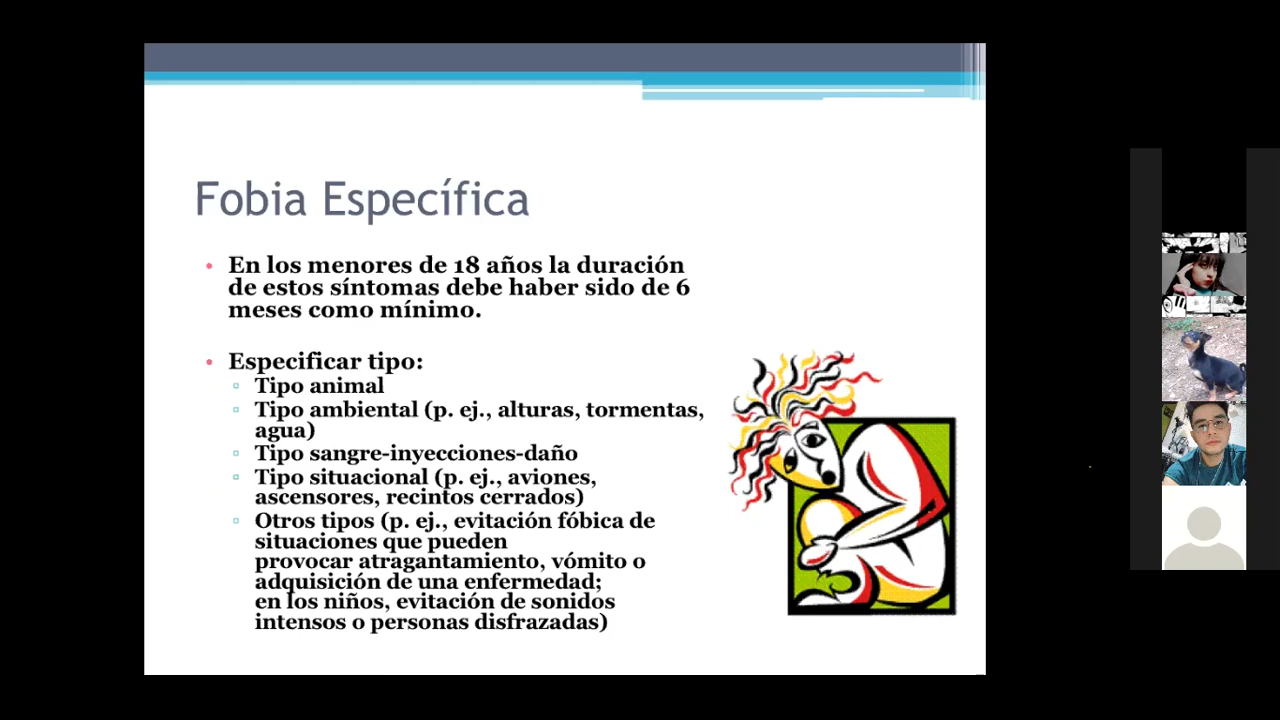 Fobia Específica
• En los menores de 18 años la duración
de estos síntomas debe haber sido de 6
meses como mínimo.
• Especificar tipo:
▫ Tipo animal
▫ Tipo ambiental (p. ej., alturas, tormentas,
agua)
▫ Tipo sangre-inyecciones-daño
▫ Tipo situacional (p. ej., aviones,
ascensores, recintos cerrados)
▫ Otros tipos (p. ej., evitación fóbica de
situaciones que pueden
provocar atragantamiento, vómito o
adquisición de una enfermedad;
en los niños, evitación de sonidos
intensos o personas disfrazadas)